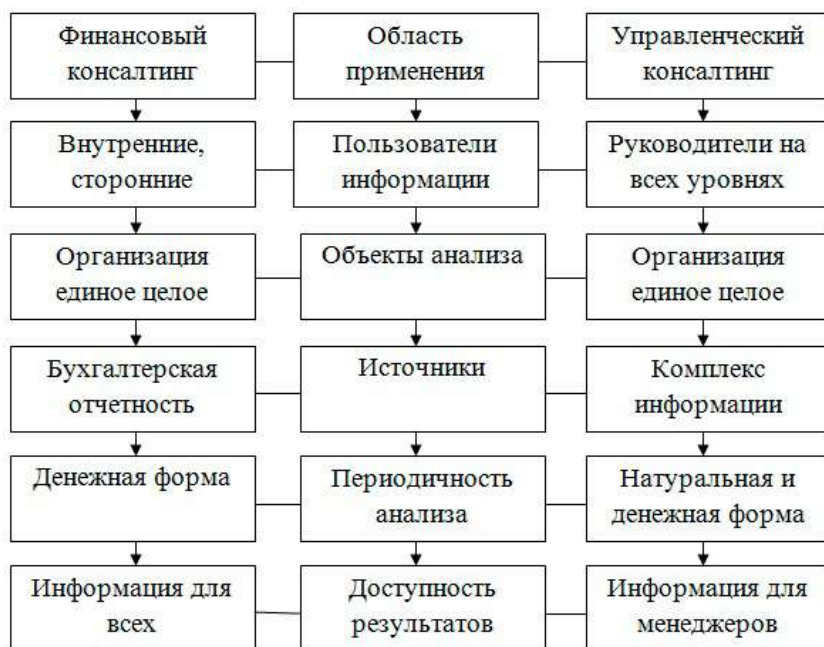 Финансовый
консалтинг
Область
применения
Управленческий
консалтинг
Внутренние,
сторонние
Пользователи
информации
Руководители на
всех уровнях
Организация
единое целое
Объекты анализа
Организация
единое целое
Бухгалтерская
отчетность
Источники
Комплекс
информации
Денежная форма
Периодичность
анализа
Натуральная и
денежная форма
Информация для
всех
Доступность
результатов
Информация для
менеджеров